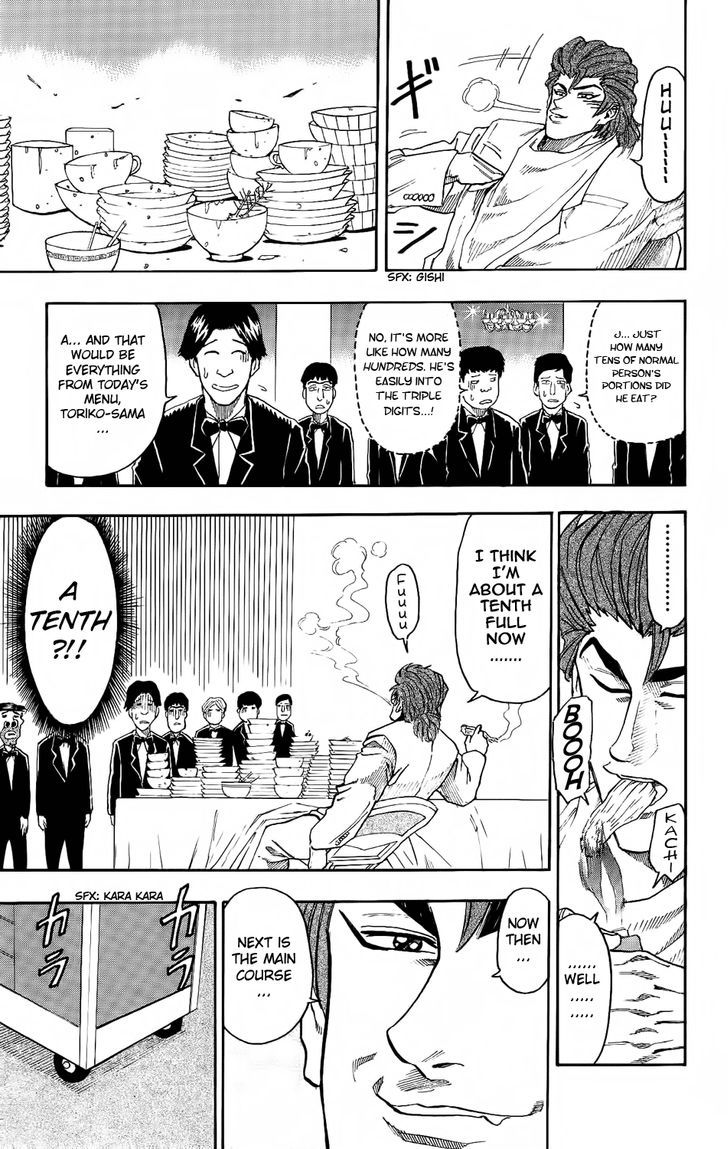 HUUIIIIIII
ギ
SFX: GISHI
J... JUST
HOW MANY
TENS OF NORMAL
PERSON'S
PORTIONS DID
HE EAT?
NO, IT'S MORE
LIKE HOW MANY
HUNDREDS. HE'S
EASILY INTO
THE TRIPLE
DIGITS...!
A... AND THAT
WOULD BE
EVERYTHING
FROM TODAY'S
MENU,
TORIKO-SAMA
...
..........
BOOOH
KACHI
......
WELL
......
I THINK
I'M
ABOUT A
TENTH
FULL
NOW
.......
Fuuuu
A
TENTH
?!!
NOW
THEN
...
NEXT IS
THE MAIN
COURSE
...
SFX: KARA KARA
カラ
カラ